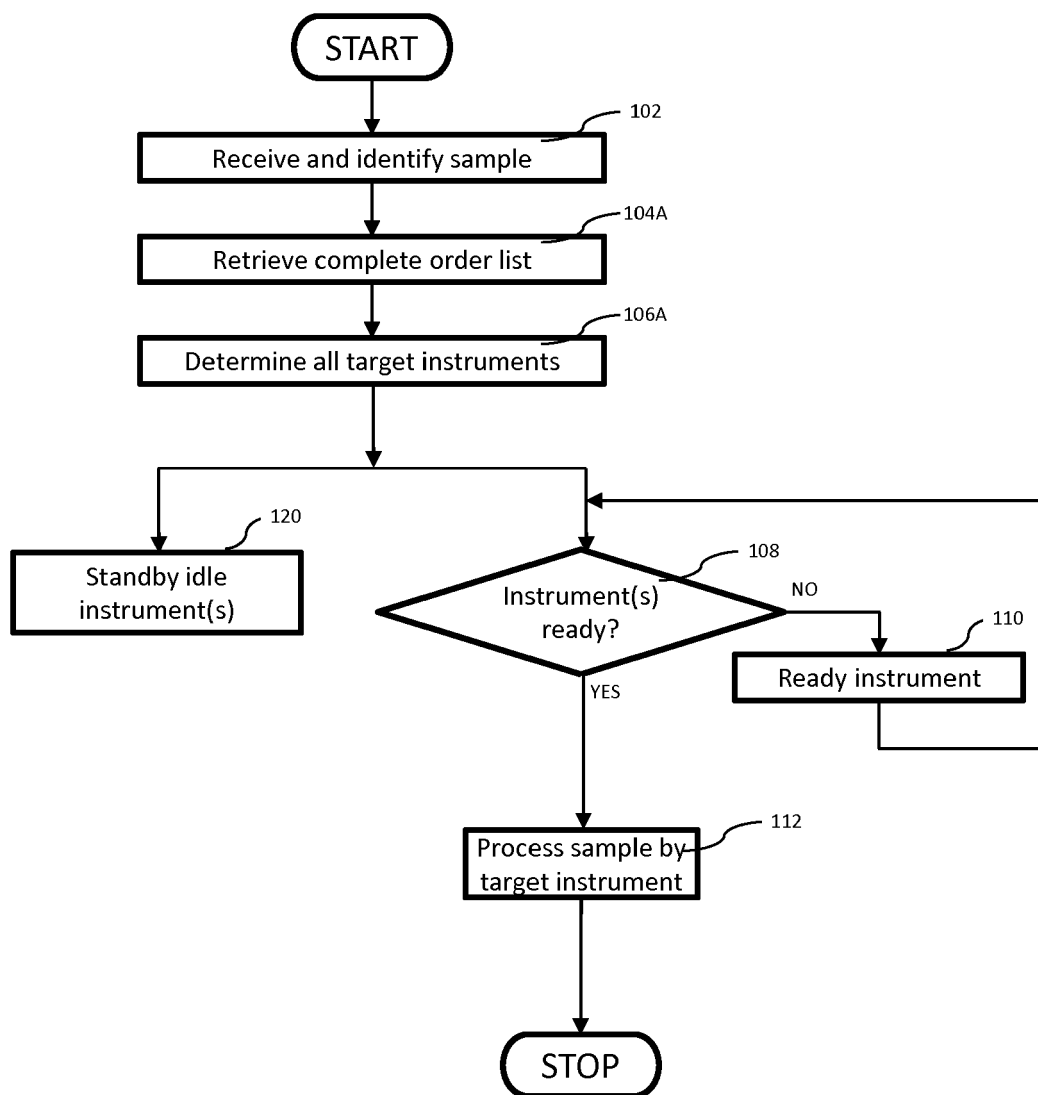 START
102
Receive and identify sample
104A
Retrieve complete order list
106A
Determine all target instruments
120
Standby idle
instrument(s)
108
Instrument(s)
ready?
NO
110
Ready instrument
YES
112
Process sample by
target instrument
STOP